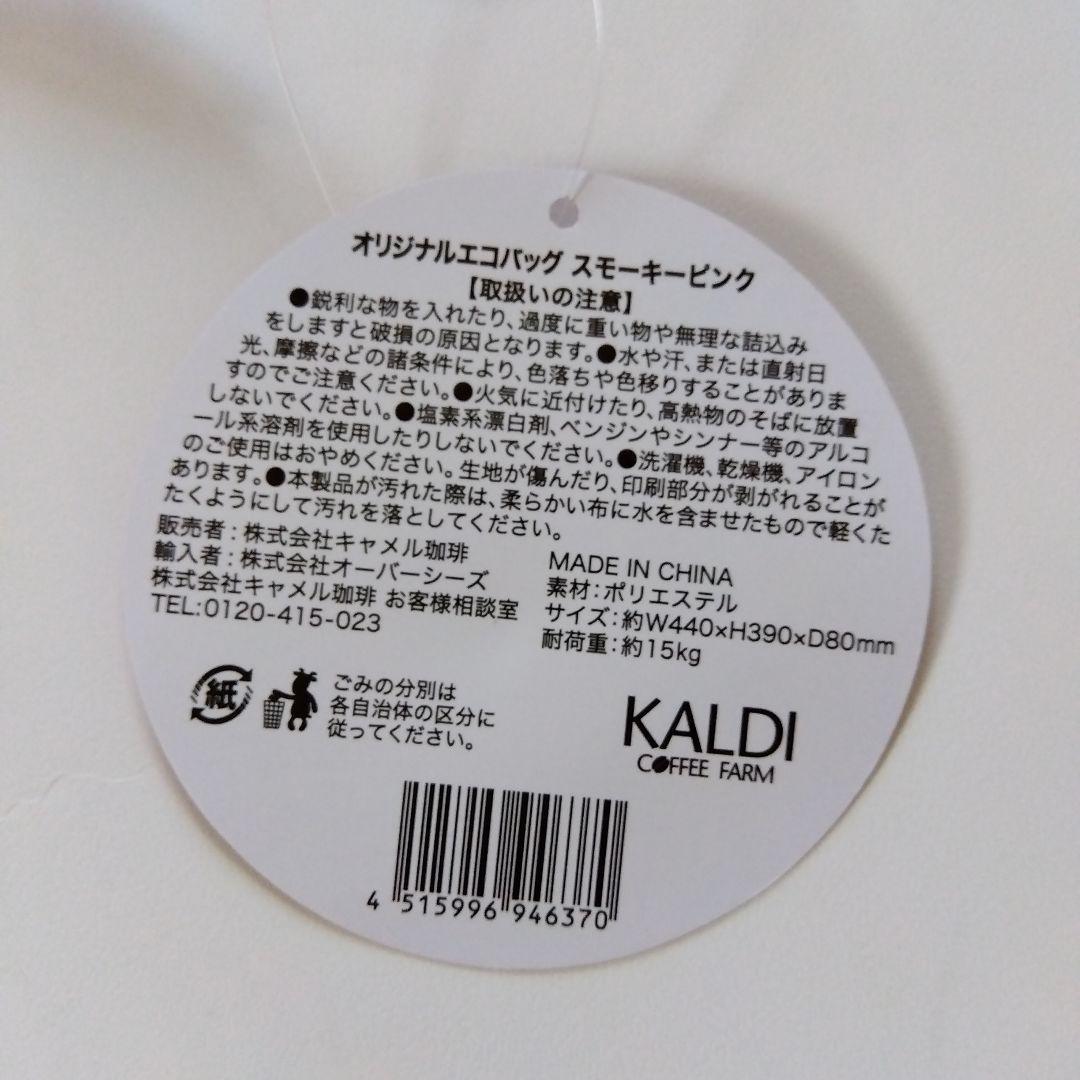 オリジナルエコバッグ スモーキーピンク
【取扱いの注意】
●鋭利な物を入れたり、過度に重い物や無理な詰込み
をしますと破損の原因となります。●水や汗、または直射日
光、摩擦などの諸条件により、色落ちや色移りすることがありま
すのでご注意ください。●火気に近付けたり、高熱物のそばに放置
しないでください。●塩素系漂白剤、ベンジンやシンナー等のアルコ
ール系溶剤を使用したりしないでください。●洗濯機、乾燥機、アイロン
のご使用はおやめください。生地が傷んだり、印刷部分が剥がれることが
あります。●本製品が汚れた際は、柔らかい布に水を含ませたもので軽くた
たくようにして汚れを落としてください。
販売者：株式会社キャメル珈琲
輸入者：株式会社オーバーシーズ
株式会社キャメル珈琲 お客様相談室
TEL:0120-415-023
MADE IN CHINA
素材：ポリエステル
サイズ：約W440×H390×D80mm
耐荷重：約15kg
紙
ごみの分別は
各自治体の区分に
従ってください。
KALDI
COFFEE FARM
4 515996 946370